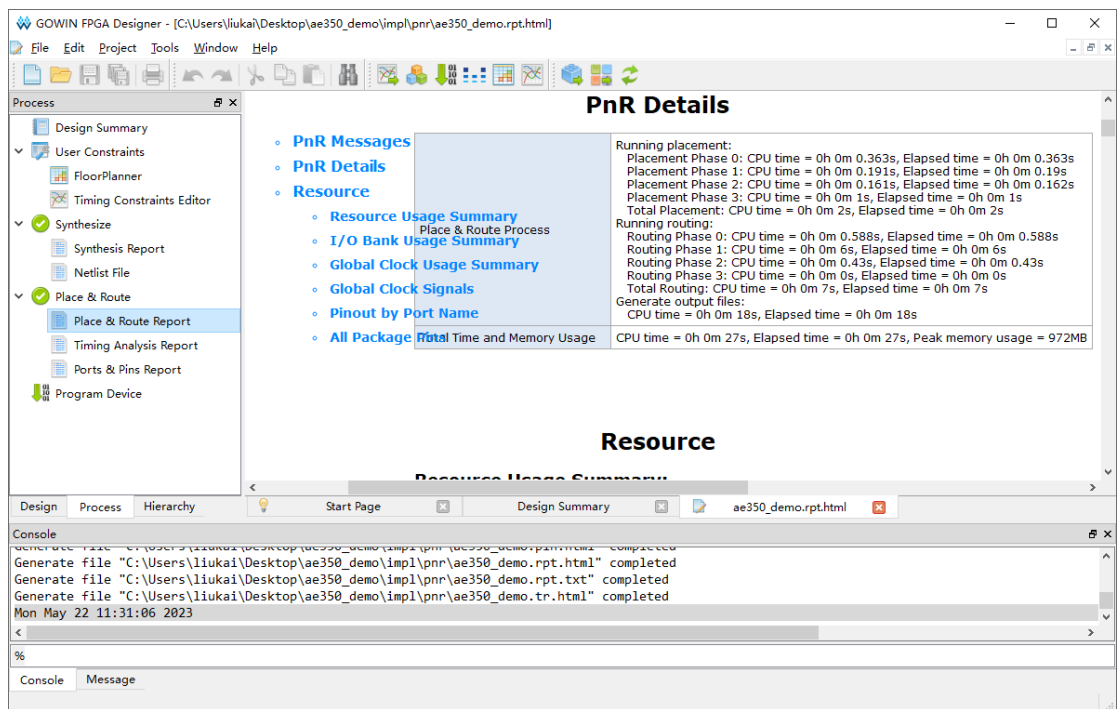 GOWIN FPGA Designer - [C:\Users\liukai\Desktop\ae350_demo\impl\pnr\ae350_demo.rpt.html]
File Edit Project Tools Window Help
Process
Design Summary
User Constraints
FloorPlanner
Timing Constraints Editor
Synthesize
Synthesis Report
Netlist File
Place & Route
Place & Route Report
Timing Analysis Report
Ports & Pins Report
Program Device
Design Process Hierarchy
PnR Details
PnR Messages
PnR Details
Resource
Resource Usage Summary
I/O Bank Usage Summary
Global Clock Usage Summary
Global Clock Signals
Pinout by Port Name
All Package Pins
Place & Route Process
Running placement:
Placement Phase 0: CPU time = 0h 0m 0.363s, Elapsed time = 0h 0m 0.363s
Placement Phase 1: CPU time = 0h 0m 0.191s, Elapsed time = 0h 0m 0.19s
Placement Phase 2: CPU time = 0h 0m 0.161s, Elapsed time = 0h 0m 0.162s
Placement Phase 3: CPU time = 0h 0m 1s, Elapsed time = 0h 0m 1s
Total Placement: CPU time = 0h 0m 2s, Elapsed time = 0h 0m 2s
Running routing:
Routing Phase 0: CPU time = 0h 0m 0.588s, Elapsed time = 0h 0m 0.588s
Routing Phase 1: CPU time = 0h 0m 6s, Elapsed time = 0h 0m 6s
Routing Phase 2: CPU time = 0h 0m 0.43s, Elapsed time = 0h 0m 0.43s
Routing Phase 3: CPU time = 0h 0m 0s, Elapsed time = 0h 0m 0s
Total Routing: CPU time = 0h 0m 7s, Elapsed time = 0h 0m 7s
Generate output files:
CPU time = 0h 0m 18s, Elapsed time = 0h 0m 18s
Total Time and Memory Usage
CPU time = 0h 0m 27s, Elapsed time = 0h 0m 27s, Peak memory usage = 972MB
Resource
Resource Usage Summary:
Start Page Design Summary ae350_demo.rpt.html
Console
Generate file "C:\Users\liukai\Desktop\ae350_demo\impl\pnr\ae350_demo.pin.html" completed
Generate file "C:\Users\liukai\Desktop\ae350_demo\impl\pnr\ae350_demo.rpt.html" completed
Generate file "C:\Users\liukai\Desktop\ae350_demo\impl\pnr\ae350_demo.rpt.txt" completed
Generate file "C:\Users\liukai\Desktop\ae350_demo\impl\pnr\ae350_demo.tr.html" completed
Mon May 22 11:31:06 2023
%
Console Message